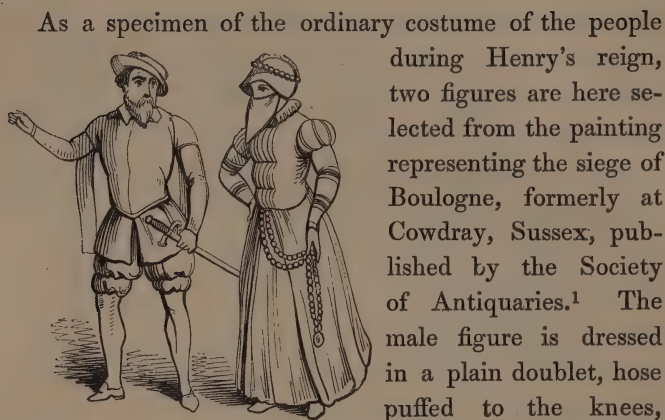 As a specimen of the ordinary costume of the people
during Henry's reign,
two figures are here se-
lected from the painting
representing the siege of
Boulogne, formerly at
Cowdray, Sussex, pub-
lished by the Society
of Antiquaries.¹ The
male figure is dressed
in a plain doublet, hose
puffed to the knees,